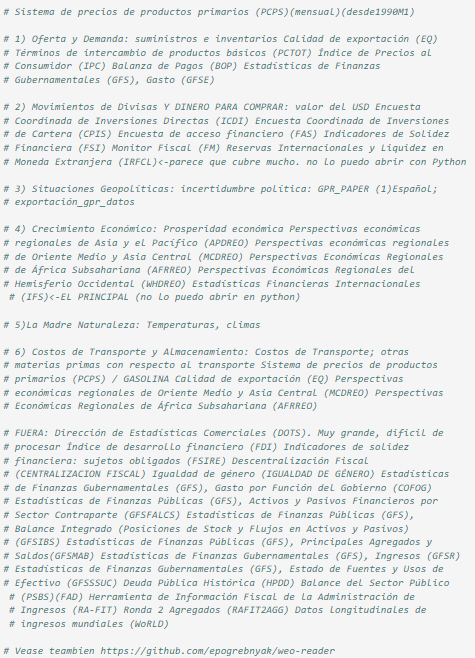 # Sistema de precios de productos primarios (PCPS)(mensual)(desde1990M1)
# 1) Oferta y Demanda: suministros e inventarios Calidad de exportación (EQ)
# Términos de intercambio de productos básicos (PCTOT) Índice de Precios al
# Consumidor (IPC) Balanza de Pagos (BOP) Estadísticas de Finanzas
# Gubernamentales (GFS), Gasto (GFSE)
# 2) Movimientos de Divisas Y DINERO PARA COMPRAR: valor del USD Encuesta
# Coordinada de Inversiones Directas (ICDI) Encuesta Coordinada de Inversiones
# de Cartera (CPIS) Encuesta de acceso financiero (FAS) Indicadores de Solidez
# Financiera (FSI) Monitor Fiscal (FM) Reservas Internacionales y Liquidez en
# Moneda Extranjera (IRFCL)<-parece que cubre mucho. no lo puedo abrir con Python
# 3) Situaciones Geopolíticas: incertidumbre política: GPR_PAPER (1)Español;
# exportación_gpr_datos
# 4) Crecimiento Económico: Prosperidad económica Perspectivas económicas
# regionales de Asia y el Pacífico (APDREO) Perspectivas económicas regionales
# de Oriente Medio y Asia Central (MCDREO) Perspectivas Económicas Regionales
# de África Subsahariana (AFRREO) Perspectivas Económicas Regionales del
# Hemisferio Occidental (WHDREO) Estadísticas Financieras Internacionales
# (IFS)<-EL PRINCIPAL (no lo puedo abrir en python)
# 5)La Madre Naturaleza: Temperaturas, climas
# 6) Costos de Transporte y Almacenamiento: Costos de Transporte; otras
# materias primas con respecto al transporte Sistema de precios de productos
# primarios (PCPS) / GASOLINA Calidad de exportación (EQ) Perspectivas
# económicas regionales de Oriente Medio y Asia Central (MCDREO) Perspectivas
# Económicas Regionales de África Subsahariana (AFRREO)
# FUERA: Dirección de Estadísticas Comerciales (DOTS). Muy grande, dificil de
# procesar Índice de desarrollo financiero (FDI) Indicadores de solidez
# financiera: sujetos obligados (FSIRE) Descentralización Fiscal
# (CENTRALIZACION FISCAL) Igualdad de género (IGUALDAD DE GÉNERO) Estadísticas
# de Finanzas Gubernamentales (GFS), Gasto por Función del Gobierno (COFOG)
# Estadísticas de Finanzas Públicas (GFS), Activos y Pasivos Financieros por
# Sector Contraparte (GFSFALCS) Estadísticas de Finanzas Públicas (GFS),
# Balance Integrado (Posiciones de Stock y Flujos en Activos y Pasivos)
# (GFSIBS) Estadísticas de Finanzas Públicas (GFS), Principales Agregados y
# Saldos(GFSMAB) Estadísticas de Finanzas Gubernamentales (GFS), Ingresos (GFSR)
# Estadísticas de Finanzas Gubernamentales (GFS), Estado de Fuentes y Usos de
# Efectivo (GFSSSUC) Deuda Pública Histórica (HPDD) Balance del Sector Público
# (PSBS)(FAD) Herramienta de Información Fiscal de la Administración de
# Ingresos (RA-FIT) Ronda 2 Agregados (RAFIT2AGG) Datos longitudinales de
# ingresos mundiales (WoRLD)
# Vease teambien https://github.com/epogrebnyak/weo-reader